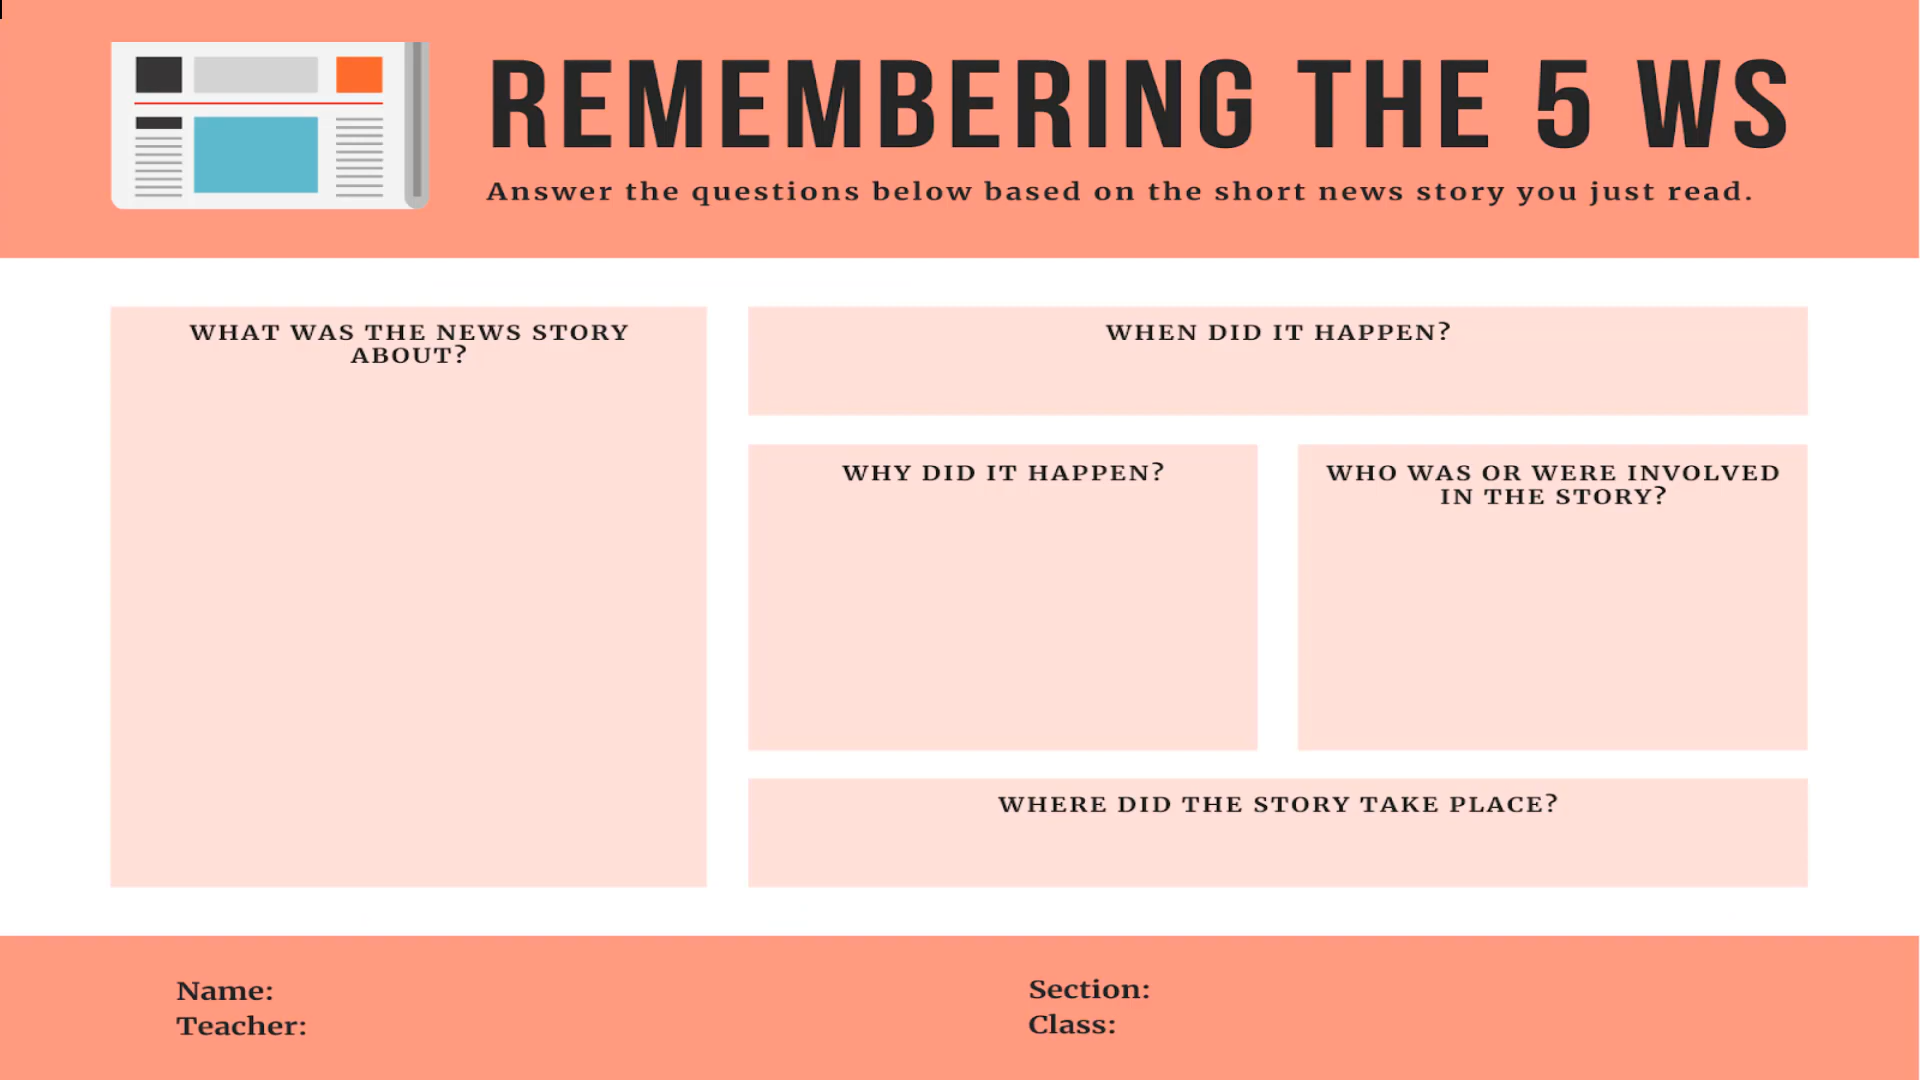 REMEMBERING THE 5 WS
Answer the questions below based on the short news story you just read.
WHAT WAS THE NEWS STORY
ABOUT?
WHEN DID IT HAPPEN?
WHY DID IT HAPPEN?
WHO WAS OR WERE INVOLVED
IN THE STORY?
WHERE DID THE STORY TAKE PLACE?
Name:
Teacher:
Section:
Class: